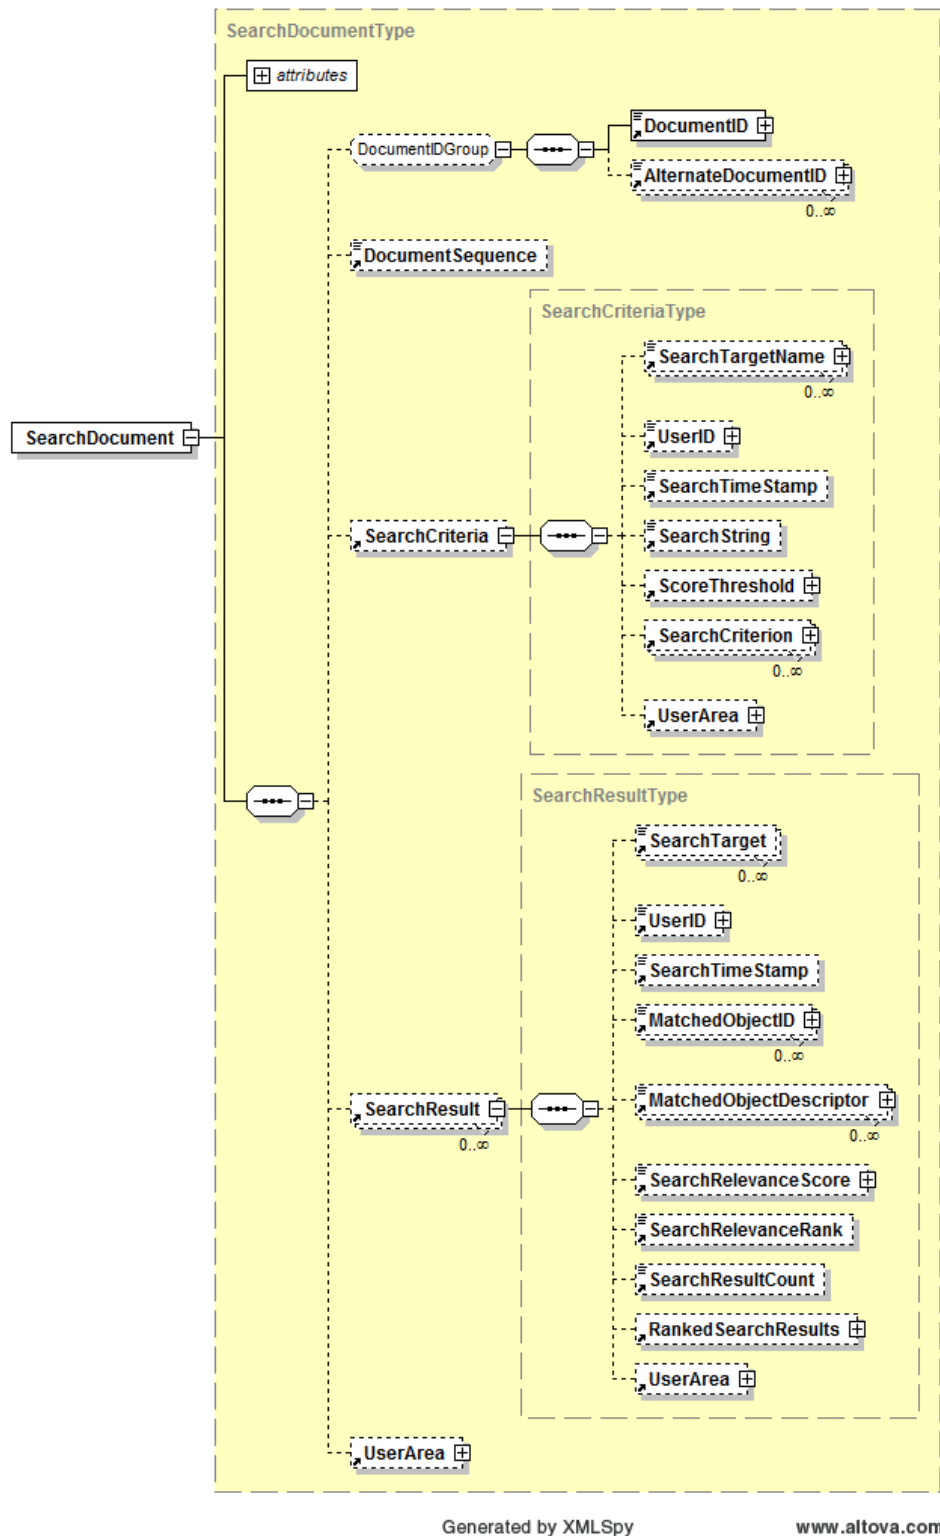 SearchDocumentType
attributes
DocumentID
DocumentIDGroup
AlternateDocumentID
0..∞
DocumentSequence
SearchCriteriaType
SearchTargetName
0..∞
SearchDocument
UserID
SearchTimeStamp
SearchCriteria
SearchString
ScoreThreshold
SearchCriterion
0..∞
UserArea
SearchResultType
SearchTarget
0..∞
UserID
SearchTimeStamp
MatchedObjectID
0..∞
SearchResult
0..∞
MatchedObjectDescriptor
0..∞
SearchRelevanceScore
SearchRelevanceRank
SearchResultCount
RankedSearchResults
UserArea
UserArea
Generated by XMLSpy www.altova.com